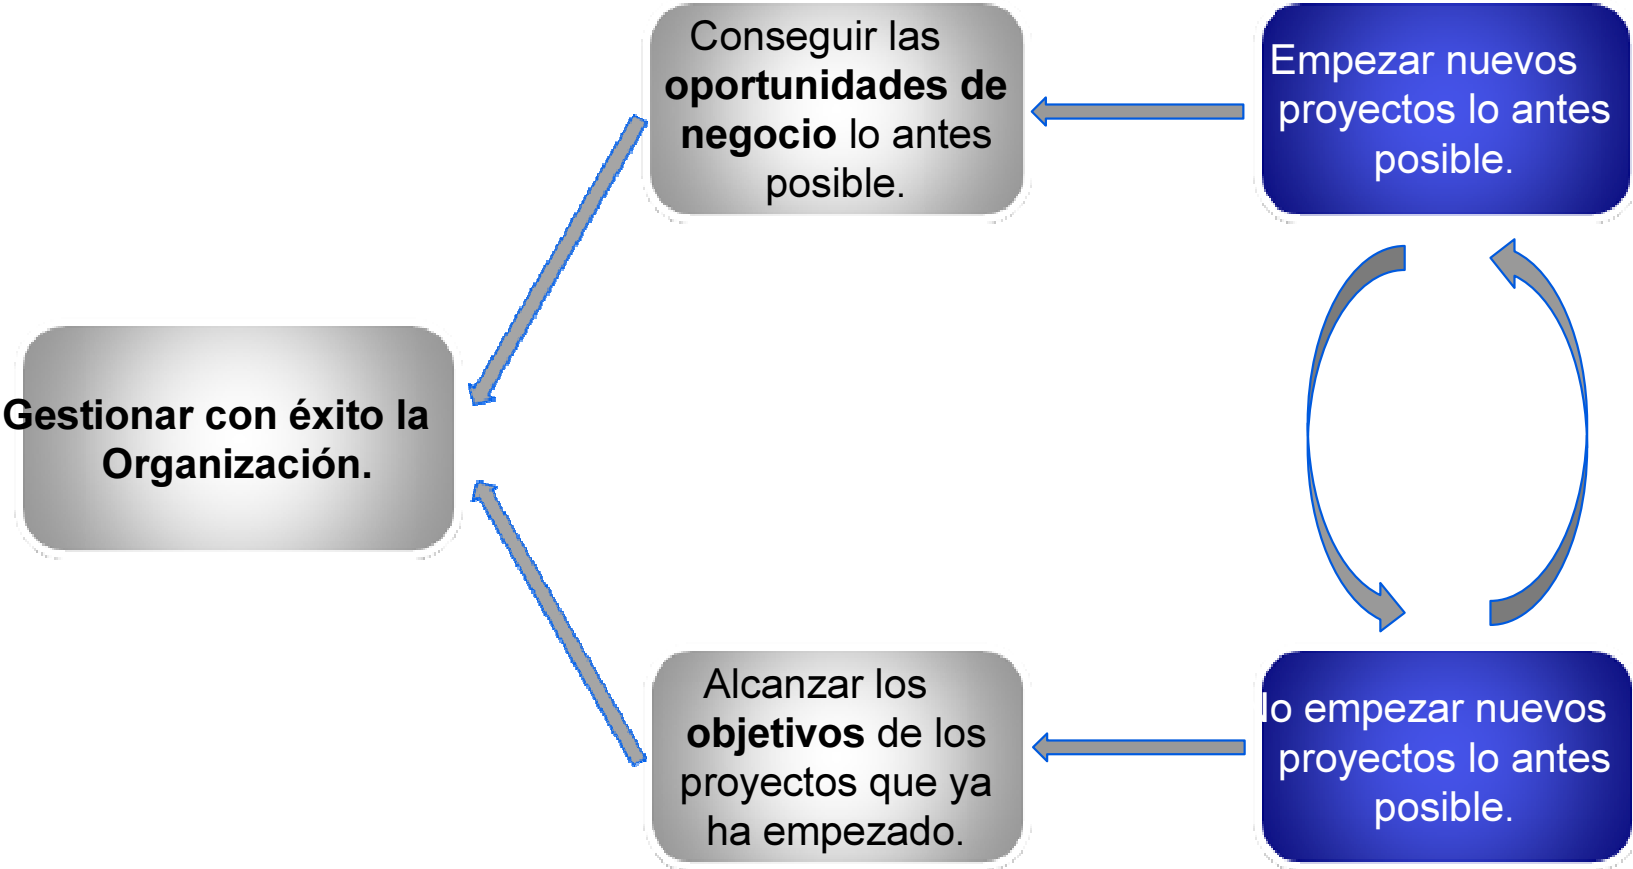 Conseguir las
oportunidades de
negocio lo antes
posible.
Empezar nuevos
proyectos lo antes
posible.
Gestionar con éxito la
Organización.
Alcanzar los
objetivos de los
proyectos que ya
ha empezado.
No empezar nuevos
proyectos lo antes
posible.